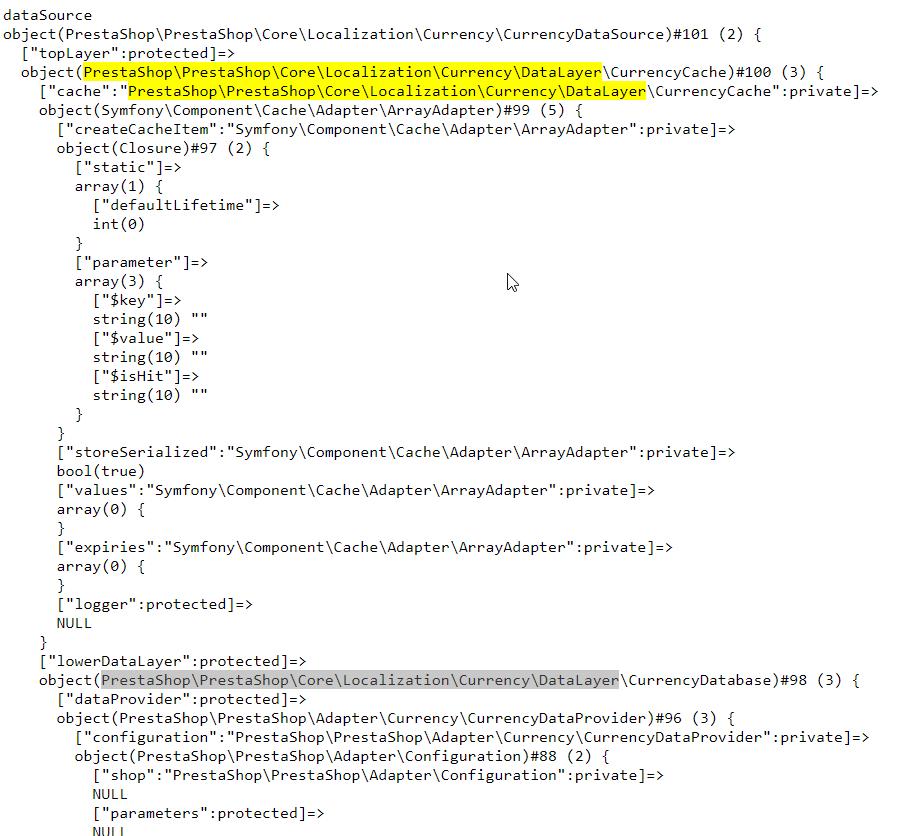 dataSource
object(PrestaShop\PrestaShop\Core\Localization\Currency\CurrencyDataSource)#101 (2) {
  ["topLayer":protected]=>
  object(PrestaShop\PrestaShop\Core\Localization\Currency\DataLayer\CurrencyCache)#100 (3) {
    ["cache":"PrestaShop\PrestaShop\Core\Localization\Currency\DataLayer\CurrencyCache":private]=>
    object(Symfony\Component\Cache\Adapter\ArrayAdapter)#99 (5) {
      ["createCacheItem":"Symfony\Component\Cache\Adapter\ArrayAdapter":private]=>
      object(Closure)#97 (2) {
        ["static"]=>
        array(1) {
          ["defaultLifetime"]=>
          int(0)
        }
        ["parameter"]=>
        array(3) {
          ["$key"]=>
          string(10) ""
          ["$value"]=>
          string(10) ""
          ["$isHit"]=>
          string(10) ""
        }
      }
      ["storeSerialized":"Symfony\Component\Cache\Adapter\ArrayAdapter":private]=>
      bool(true)
      ["values":"Symfony\Component\Cache\Adapter\ArrayAdapter":private]=>
      array(0) {
      }
      ["expiries":"Symfony\Component\Cache\Adapter\ArrayAdapter":private]=>
      array(0) {
      }
      ["logger":protected]=>
      NULL
    }
    ["lowerDataLayer":protected]=>
    object(PrestaShop\PrestaShop\Core\Localization\Currency\DataLayer\CurrencyDatabase)#98 (3) {
      ["dataProvider":protected]=>
      object(PrestaShop\PrestaShop\Adapter\Currency\CurrencyDataProvider)#96 (3) {
        ["configuration":"PrestaShop\PrestaShop\Adapter\Currency\CurrencyDataProvider":private]=>
        object(PrestaShop\PrestaShop\Adapter\Configuration)#88 (2) {
          ["shop":"PrestaShop\PrestaShop\Adapter\Configuration":private]=>
          NULL
          ["parameters":protected]=>
          NULL